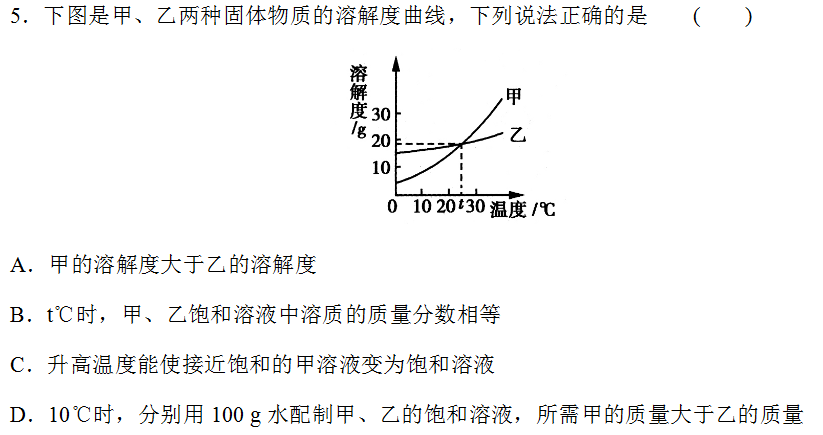 5．下图是甲、乙两种固体物质的溶解度曲线，下列说法正确的是　　(　　)
溶解度/g
30
20
10
甲
乙
0 10 20 t 30 温度/℃
A．甲的溶解度大于乙的溶解度
B．t℃时，甲、乙饱和溶液中溶质的质量分数相等
C．升高温度能使接近饱和的甲溶液变为饱和溶液
D．10℃时，分别用 100 g 水配制甲、乙的饱和溶液，所需甲的质量大于乙的质量